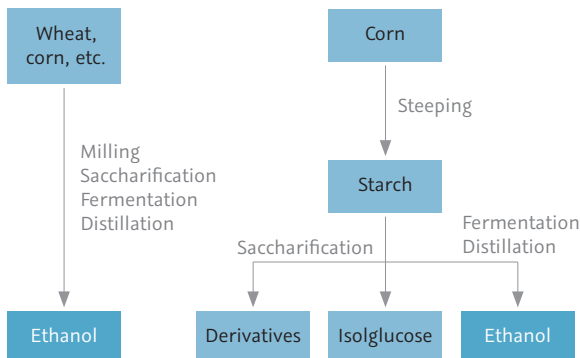 Wheat,
corn, etc.
Corn
Steeping
Milling
Saccharification
Fermentation
Distillation
Starch
Saccharification
Fermentation
Distillation
Ethanol
Derivatives
Isolglucose
Ethanol